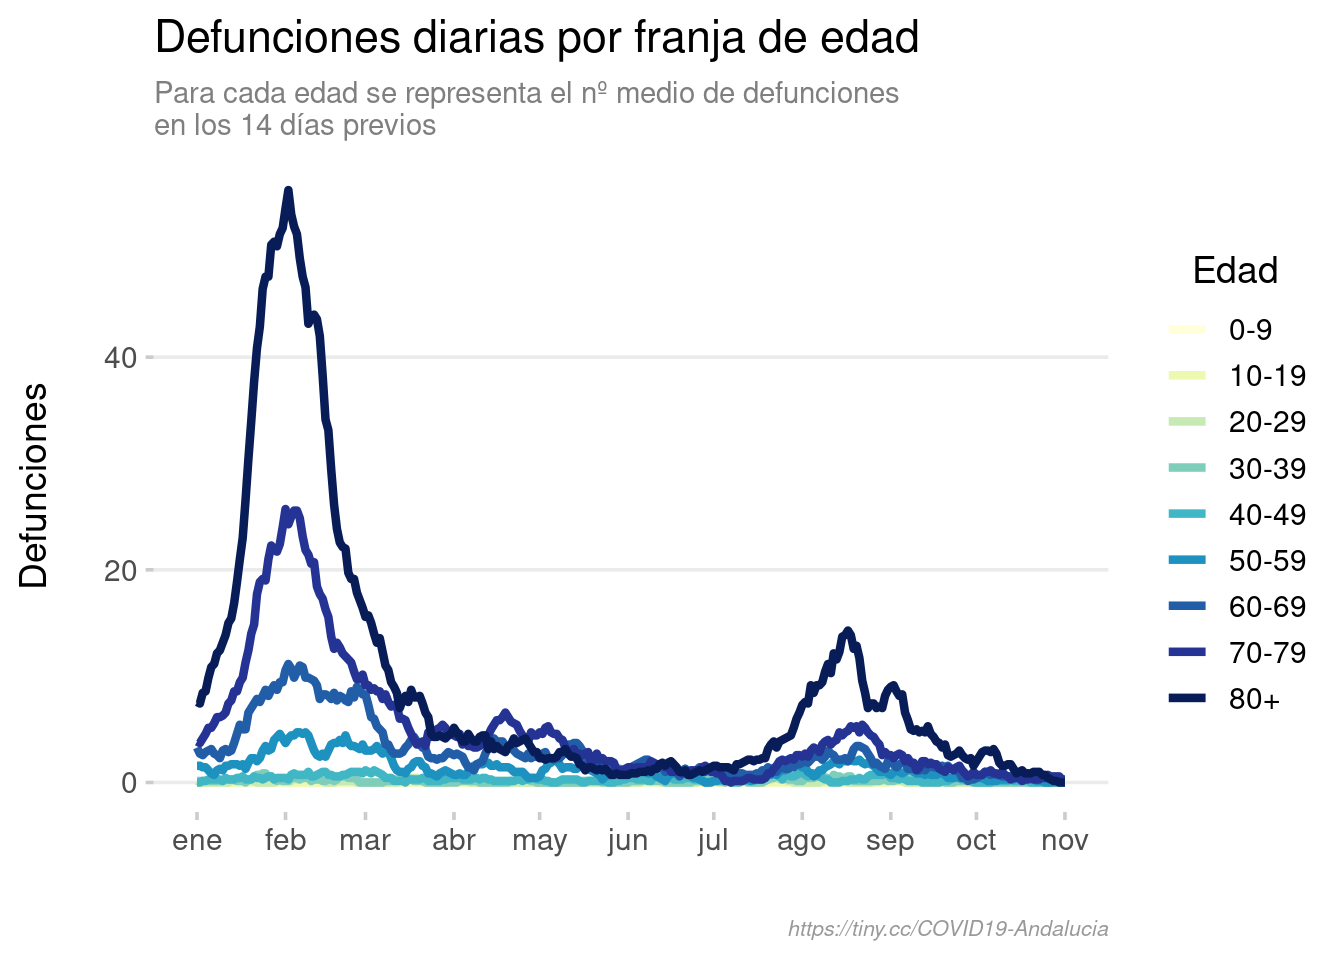 Defunciones diarias por franja de edad
Para cada edad se representa el nº medio de defunciones
en los 14 días previos
Defunciones
40
20
0
ene feb mar abr may jun jul ago sep oct nov
Edad
0-9
10-19
20-29
30-39
40-49
50-59
60-69
70-79
80+
https://tiny.cc/COVID19-Andalucia